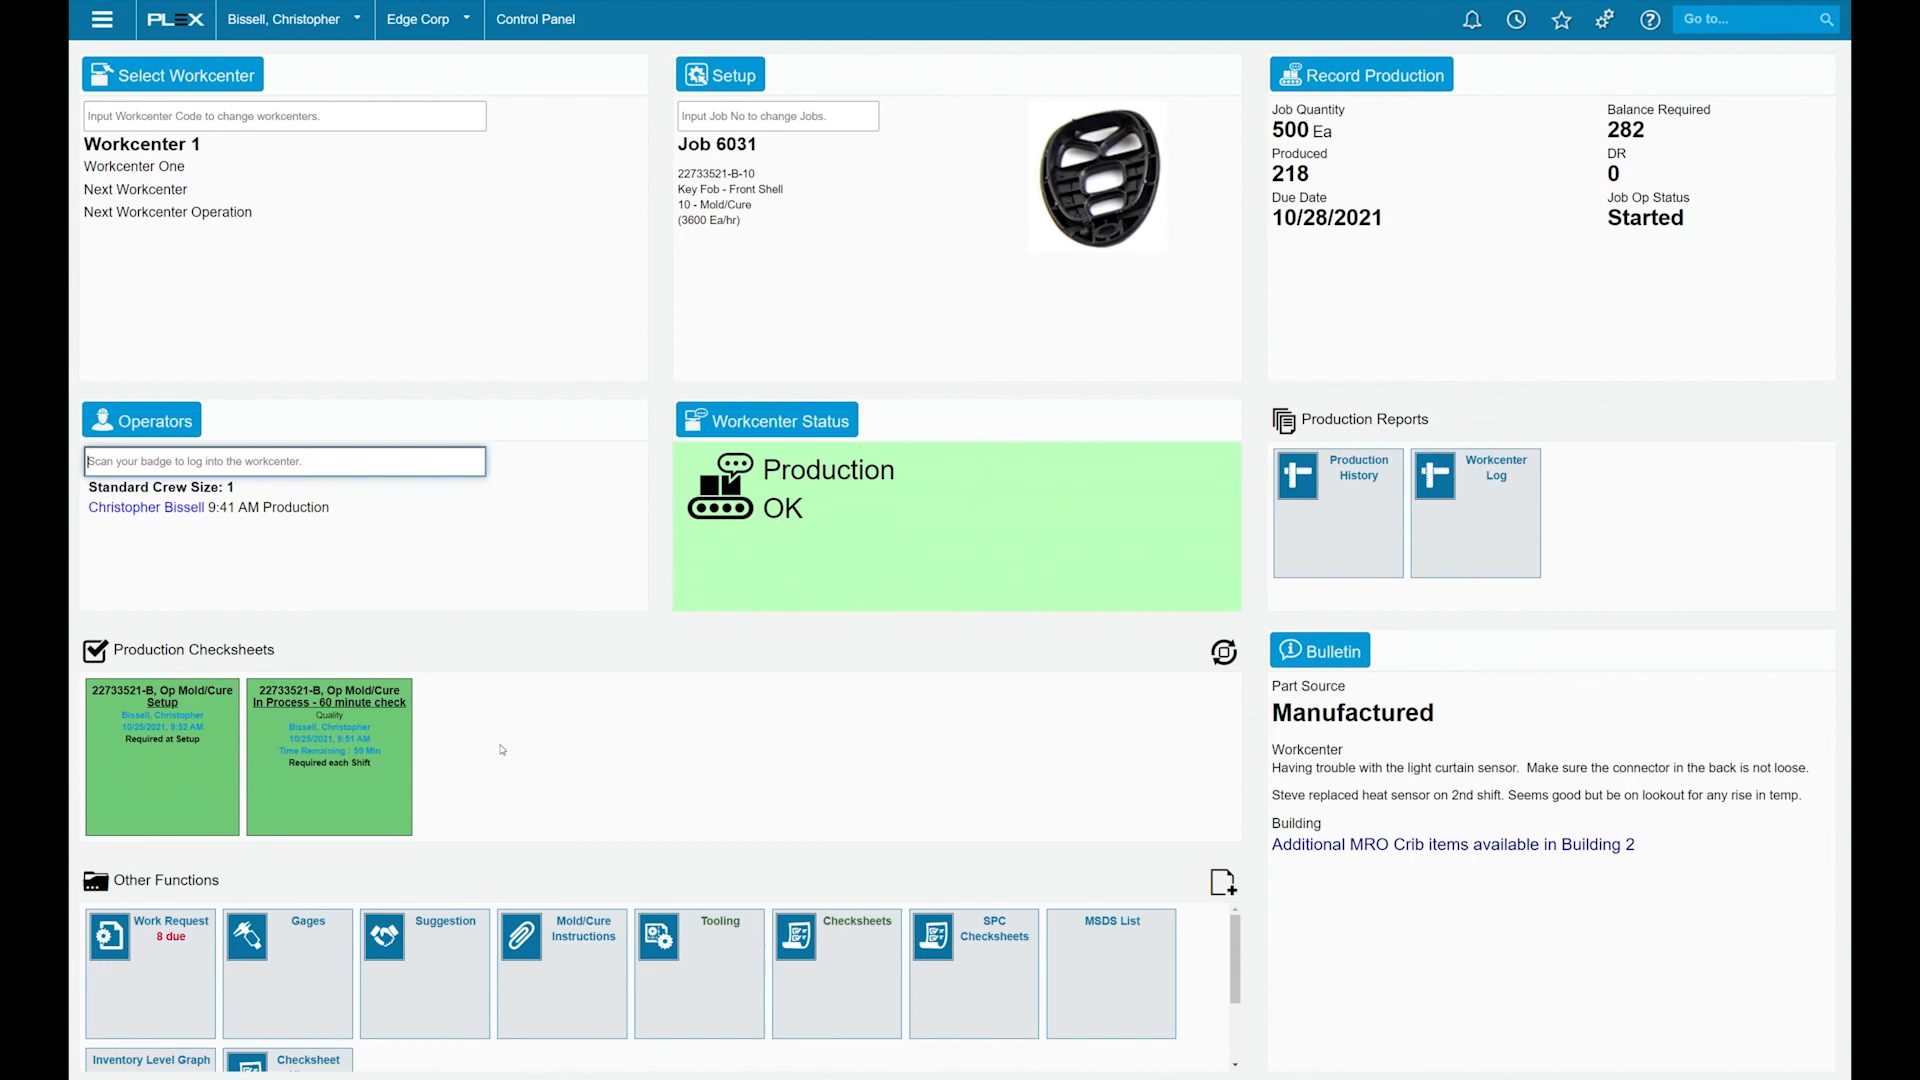 PLEX
Bissell, Christopher
Edge Corp
Control Panel
Go to...
Select Workcenter
Input Workcenter Code to change workcenters.
Workcenter 1
Workcenter One
Next Workcenter
Next Workcenter Operation
Setup
Input Job No to change Jobs.
Job 6031
22733521-B-10
Key Fob - Front Shell
10 - Mold/Cure
(3600 Ea/hr)
Record Production
Job Quantity
500 Ea
Balance Required
282
Produced
218
DR
0
Due Date
10/28/2021
Job Op Status
Started
Operators
Scan your badge to log into the workcenter.
Standard Crew Size: 1
Christopher Bissell 9:41 AM Production
Workcenter Status
Production
OK
Production Reports
Production
History
Workcenter
Log
Production Checksheets
22733521-B, Op Mold/Cure
Setup
Bissell, Christopher
10/25/2021, 9:52 AM
Required at Setup
22733521-B, Op Mold/Cure
In Process - 60 minute check
Quality
Bissell, Christopher
10/25/2021, 9:51 AM
Time Remaining : 59 Min
Required each Shift
Bulletin
Part Source
Manufactured
Workcenter
Having trouble with the light curtain sensor. Make sure the connector in the back is not loose.
Steve replaced heat sensor on 2nd shift. Seems good but be on lookout for any rise in temp.
Building
Additional MRO Crib items available in Building 2
Other Functions
Work Request
8 due
Gages
Suggestion
Mold/Cure
Instructions
Tooling
Checksheets
SPC
Checksheets
MSDS List
Inventory Level Graph
Checksheet